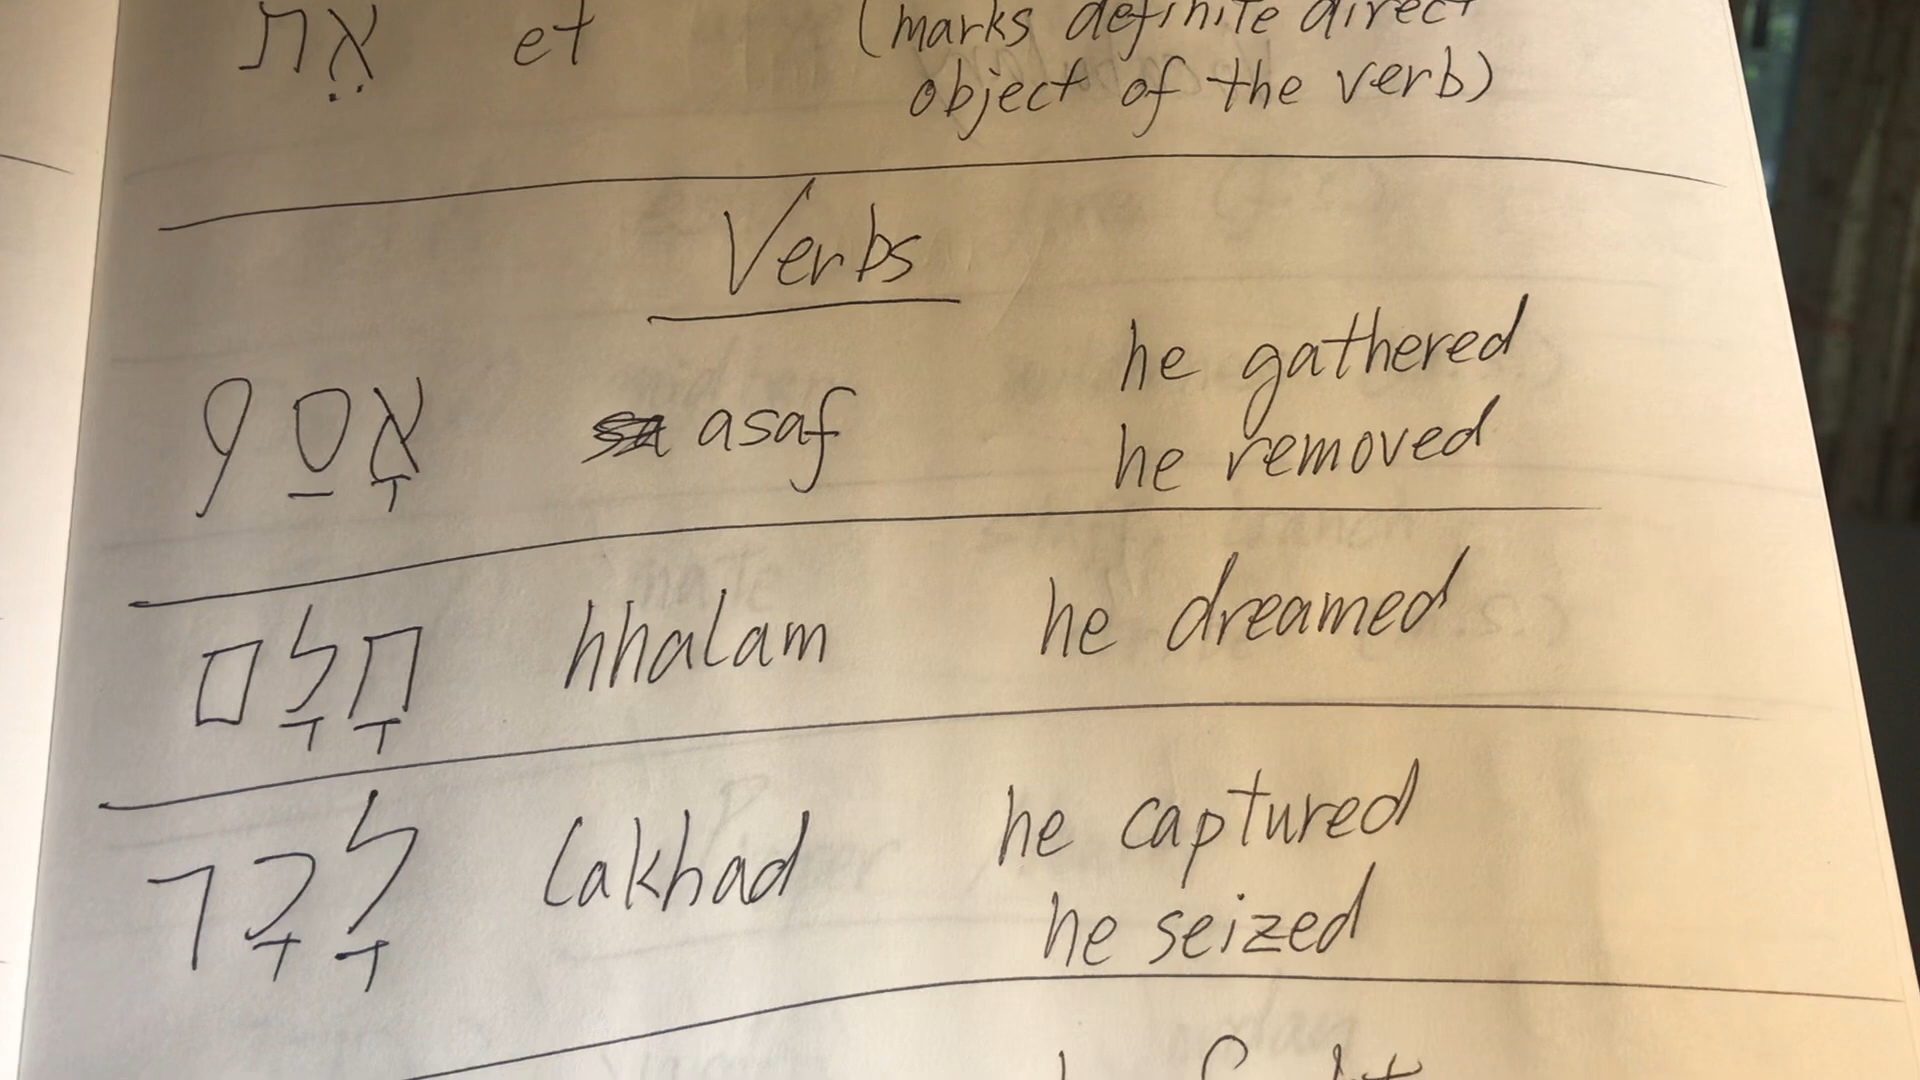 אֵת et (marks definite direct
object of the verb)
Verbs
אָסַף asaf he gathered
he removed
חָלָם hhalam he dreamed
לָכָד lakhad he captured
he seized